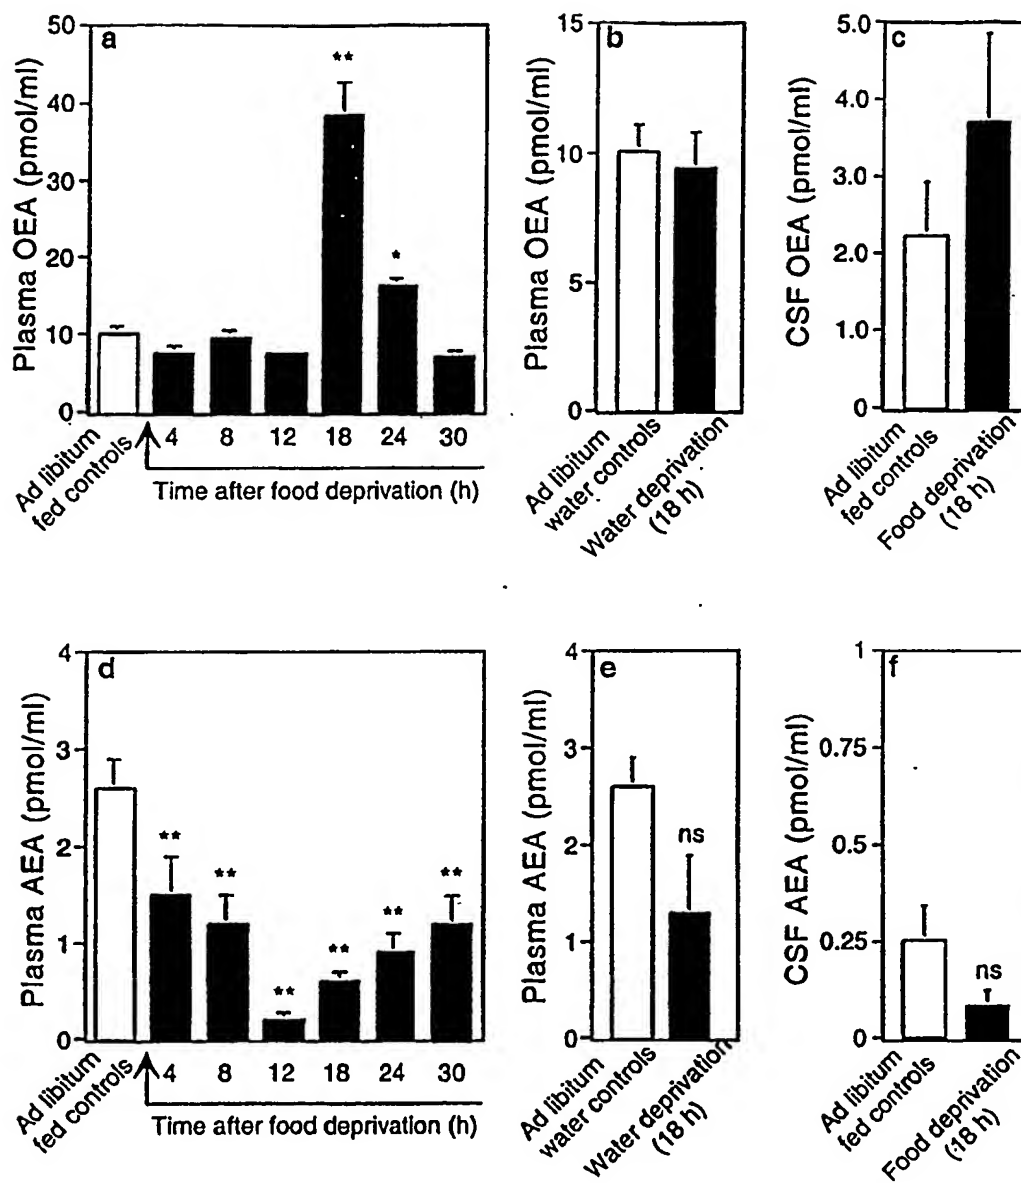 a
Plasma OEA (pmol/ml)
50
40
30
20
10
0
**
*
Ad libitum
fed controls
4 8 12 18 24 30
Time after food deprivation (h)
b
Plasma OEA (pmol/ml)
15
10
5
0
Ad libitum
water controls
Water deprivation
(18 h)
c
CSF OEA (pmol/ml)
5.0
4.0
3.0
2.0
1.0
0
Ad libitum
fed controls
Food deprivation
(18 h)
d
Plasma AEA (pmol/ml)
4
3
2
1
0
** ** ** ** ** **
Ad libitum
fed controls
4 8 12 18 24 30
Time after food deprivation (h)
e
Plasma AEA (pmol/ml)
4
3
2
1
0
ns
Ad libitum
water controls
Water deprivation
(18 h)
f
CSF AEA (pmol/ml)
1
0.75
0.5
0.25
0
ns
Ad libitum
fed controls
Food deprivation
(18 h)